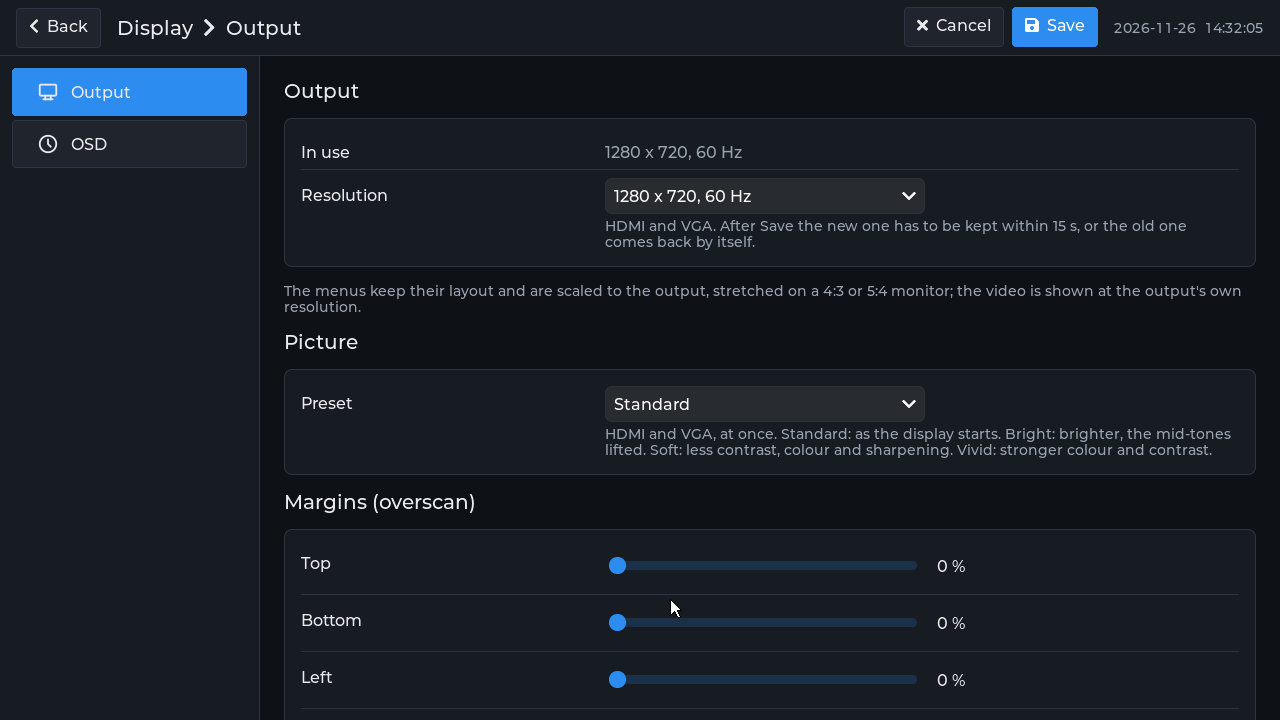 Back
Display > Output
Cancel
Save
2026-11-26 14:32:05
Output
OSD
Output
In use
1280 x 720, 60 Hz
Resolution
1280 x 720, 60 Hz
HDMI and VGA. After Save the new one has to be kept within 15 s, or the old one
comes back by itself.
The menus keep their layout and are scaled to the output, stretched on a 4:3 or 5:4 monitor; the video is shown at the output's own
resolution.
Picture
Preset
Standard
HDMI and VGA, at once. Standard: as the display starts. Bright: brighter, the mid-tones
lifted. Soft: less contrast, colour and sharpening. Vivid: stronger colour and contrast.
Margins (overscan)
Top
0 %
Bottom
0 %
Left
0 %